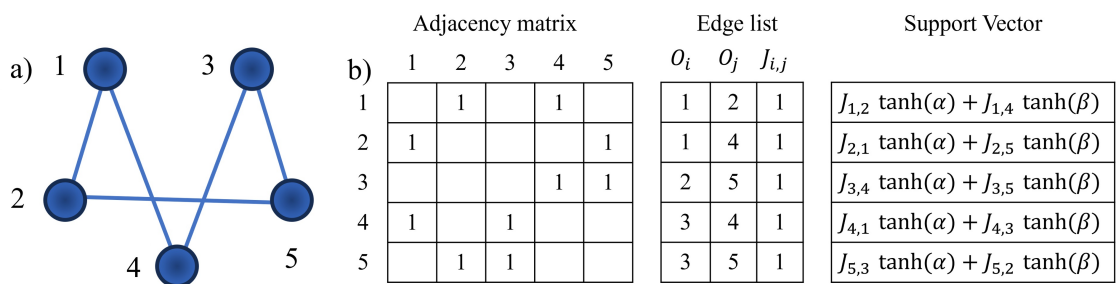 a)
1
3
2
4
5
b)
Adjacency matrix
1 2 3 4 5
1 1 1
2 1 1
3 1 1
4 1 1
5 1 1
Edge list
O_i O_j J_{i,j}
1 2 1
1 4 1
2 5 1
3 4 1
3 5 1
Support Vector
J_{1,2} tanh(α) + J_{1,4} tanh(β)
J_{2,1} tanh(α) + J_{2,5} tanh(β)
J_{3,4} tanh(α) + J_{3,5} tanh(β)
J_{4,1} tanh(α) + J_{4,3} tanh(β)
J_{5,3} tanh(α) + J_{5,2} tanh(β)